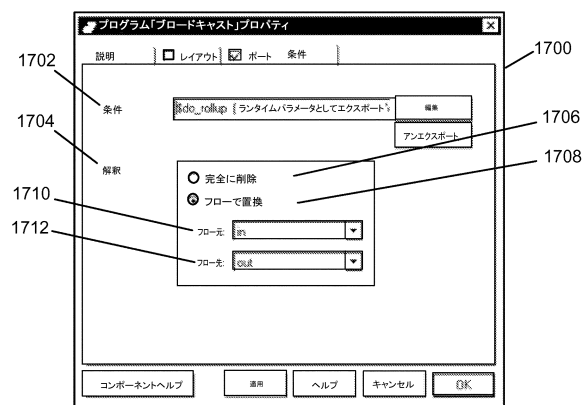 プログラム「ブロードキャスト」プロパティ
説明 レイアウト ポート 条件
1700
1702
条件 $do_rollup (ランタイムパラメータとしてエクスポート) 編集
アンエクスポート
1704
1706
解釈
完全に削除
1708
フローで置換
1710
フロー元: in
1712
フロー先: out
コンポーネントヘルプ 適用 ヘルプ キャンセル OK